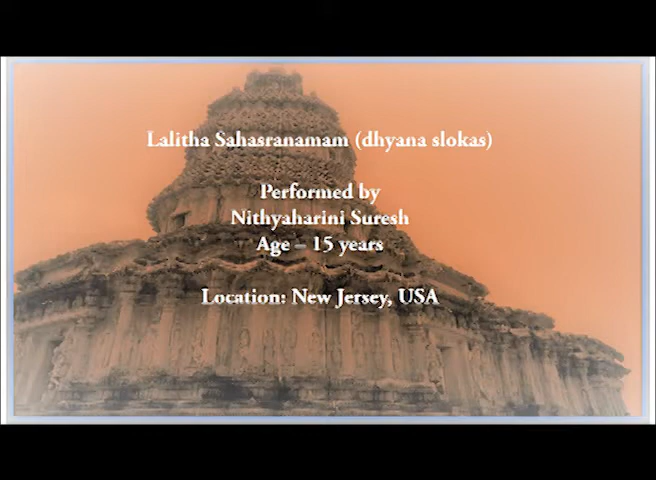 Lalitha Sahasranamam (dhyana slokas)
Performed by
Nithyaharini Suresh
Age – 15 years
Location: New Jersey, USA